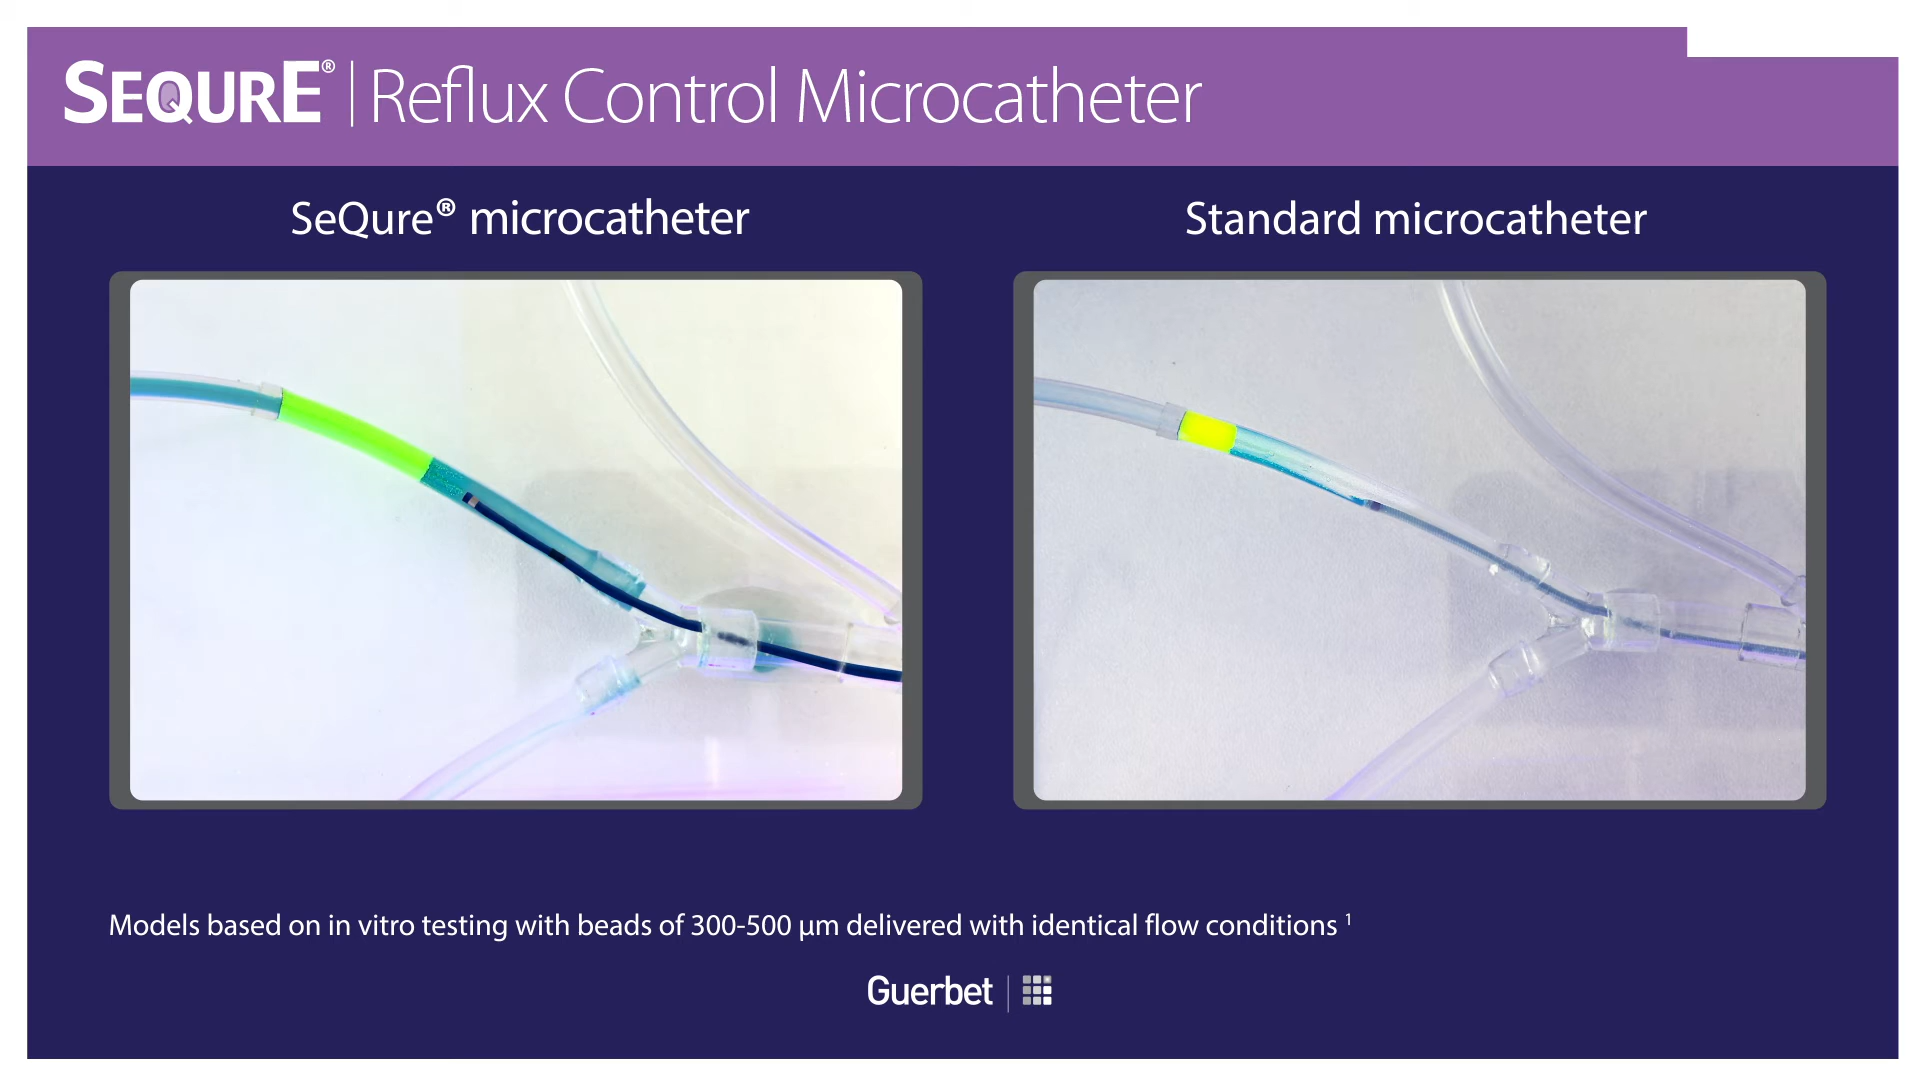 SEQURE® | Reflux Control Microcatheter
SeQure® microcatheter
Standard microcatheter
Models based on in vitro testing with beads of 300-500 µm delivered with identical flow conditions ¹
Guerbet